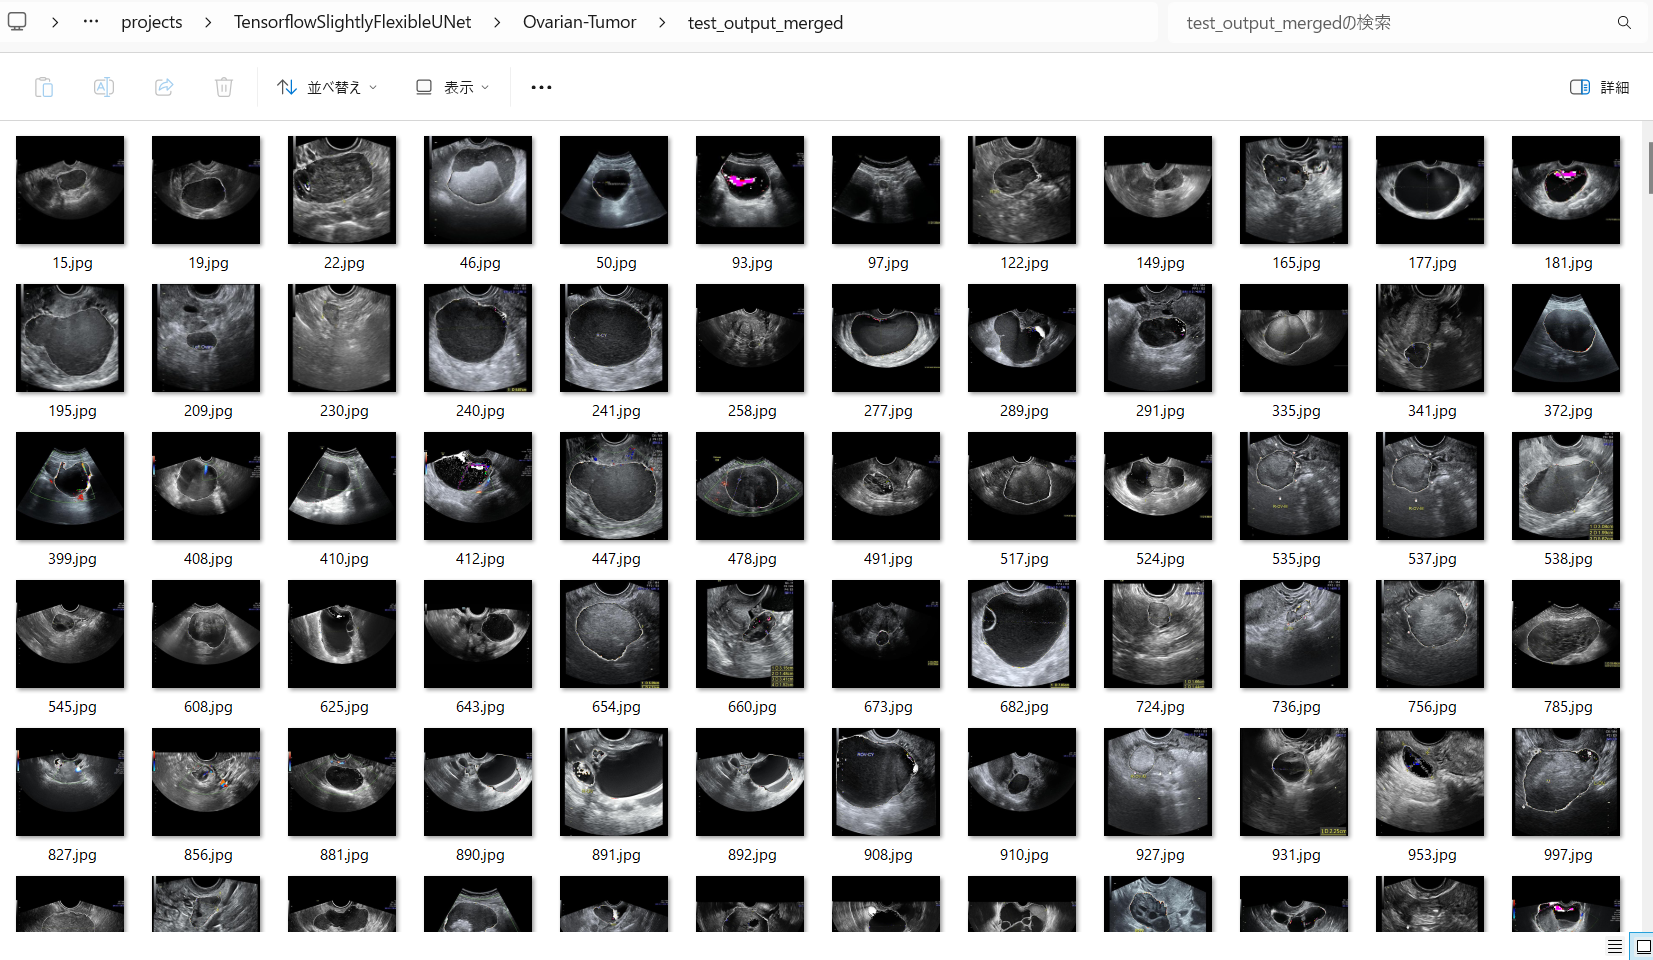 projects TensorflowSlightlyFlexibleUNet Ovarian-Tumor test_output_merged test_output_mergedの検索
並べ替え 表示 詳細
15.jpg 19.jpg 22.jpg 46.jpg 50.jpg 93.jpg 97.jpg 122.jpg 149.jpg 165.jpg 177.jpg 181.jpg
195.jpg 209.jpg 230.jpg 240.jpg 241.jpg 258.jpg 277.jpg 289.jpg 291.jpg 335.jpg 341.jpg 372.jpg
399.jpg 408.jpg 410.jpg 412.jpg 447.jpg 478.jpg 491.jpg 517.jpg 524.jpg 535.jpg 537.jpg 538.jpg
545.jpg 608.jpg 625.jpg 643.jpg 654.jpg 660.jpg 673.jpg 682.jpg 724.jpg 736.jpg 756.jpg 785.jpg
827.jpg 856.jpg 881.jpg 890.jpg 891.jpg 892.jpg 908.jpg 910.jpg 927.jpg 931.jpg 953.jpg 997.jpg